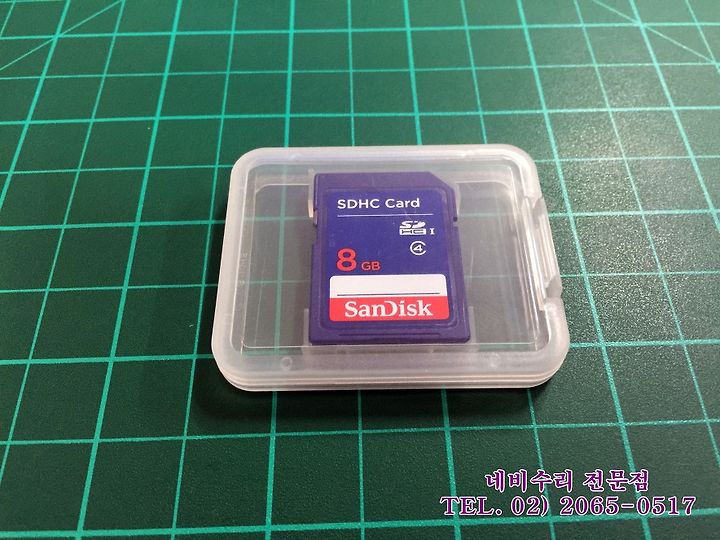 SDHC Card
SD HC I
4
8 GB
SanDisk
네비수리 전문점
TEL. 02) 2065-0517